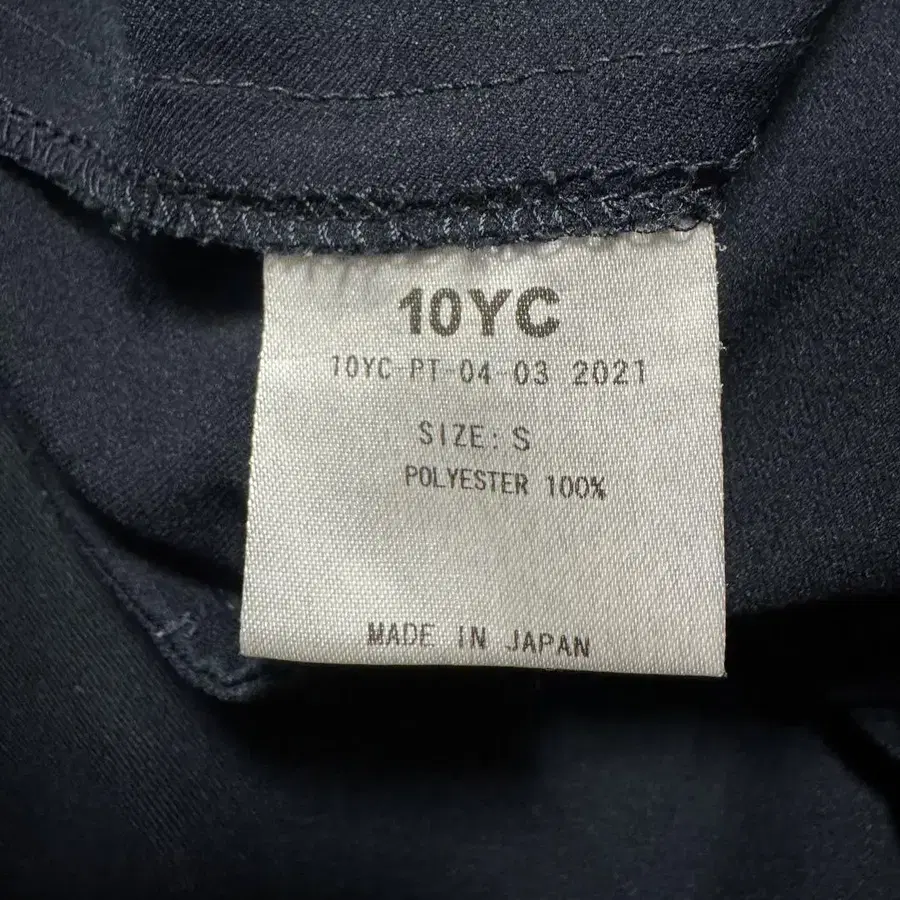 10YC
10YC-PT-04-03 2021
SIZE: S
POLYESTER 100%
MADE IN JAPAN